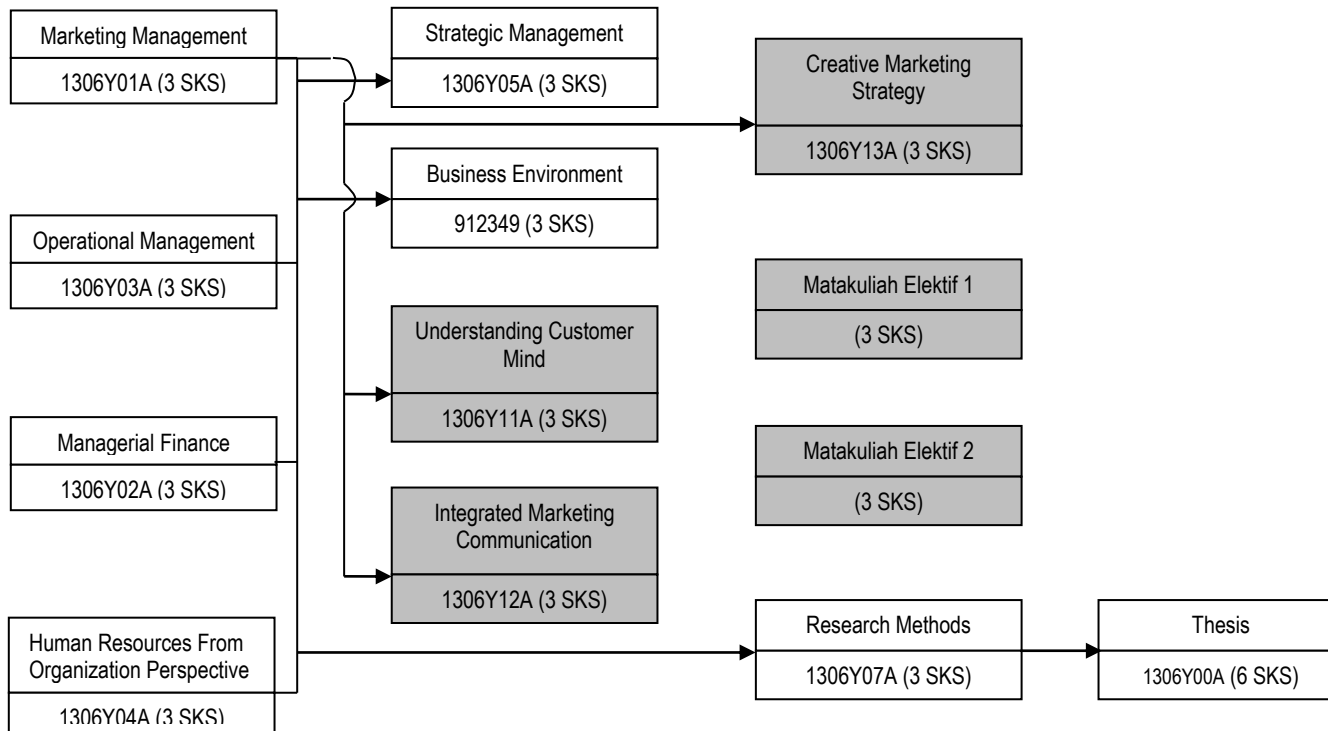 Marketing Management
1306Y01A (3 SKS)
Operational Management
1306Y03A (3 SKS)
Managerial Finance
1306Y02A (3 SKS)
Human Resources From
Organization Perspective
1306Y04A (3 SKS)
Strategic Management
1306Y05A (3 SKS)
Business Environment
912349 (3 SKS)
Understanding Customer
Mind
1306Y11A (3 SKS)
Integrated Marketing
Communication
1306Y12A (3 SKS)
Creative Marketing
Strategy
1306Y13A (3 SKS)
Matakuliah Elektif 1
(3 SKS)
Matakuliah Elektif 2
(3 SKS)
Research Methods
1306Y07A (3 SKS)
Thesis
1306Y00A (6 SKS)